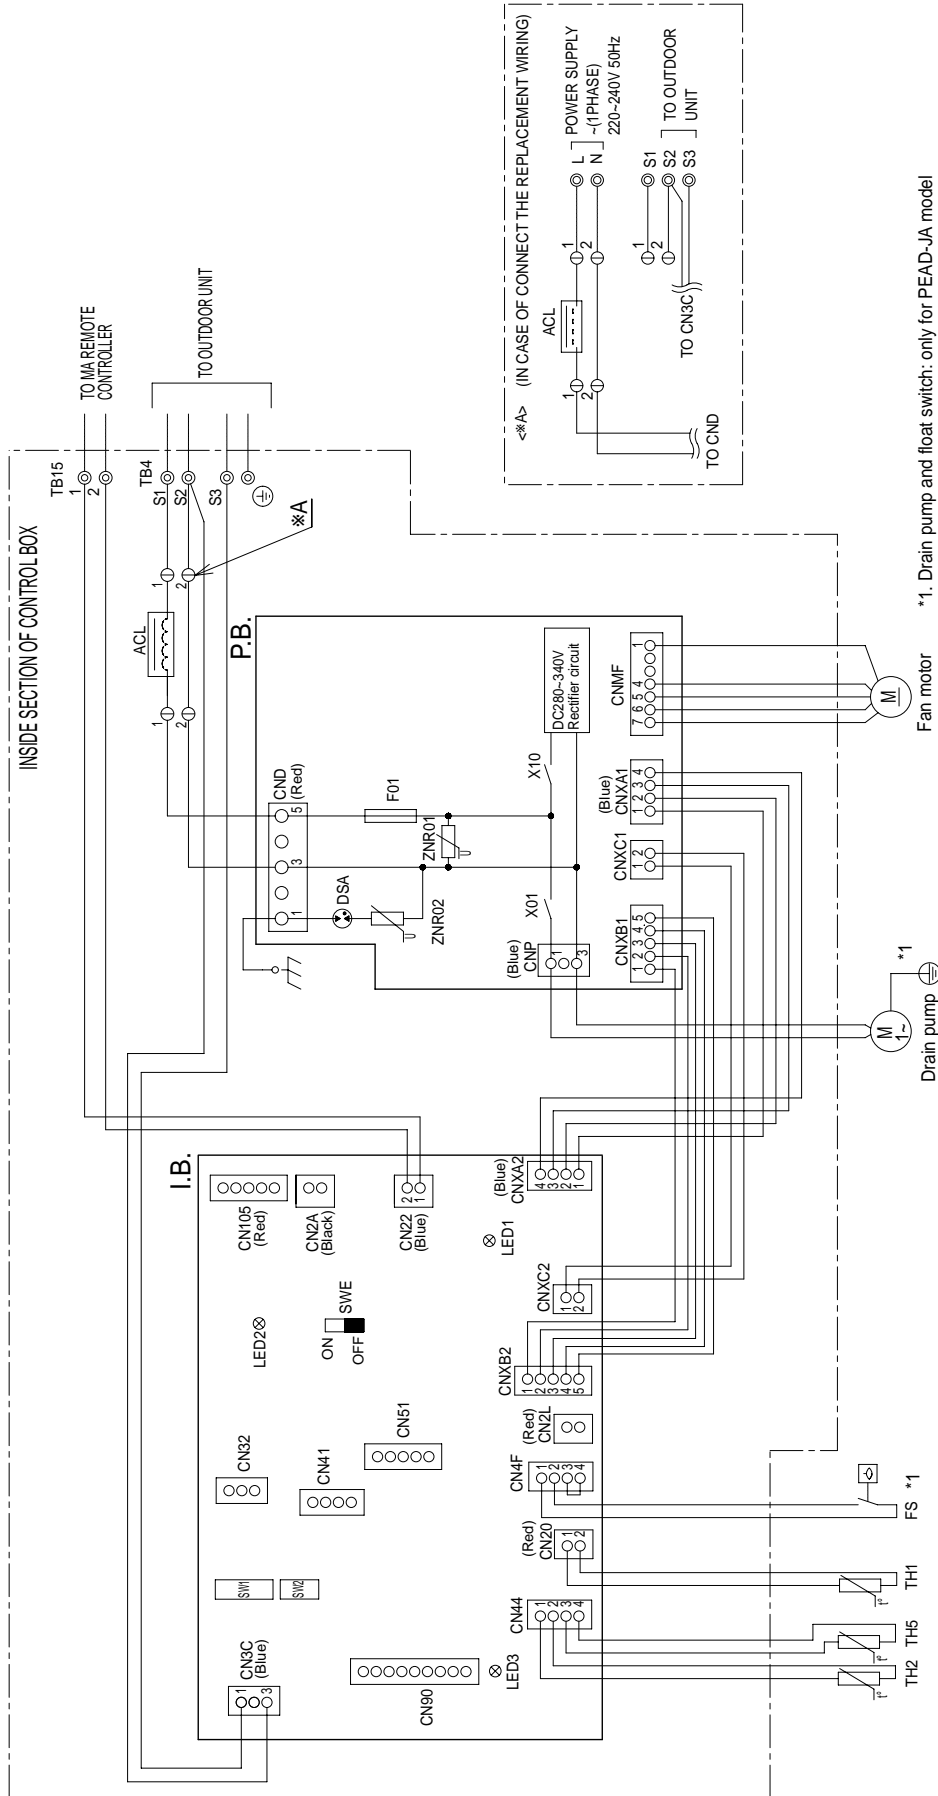 INSIDE SECTION OF CONTROL BOX
TB15
1
2
TO MA REMOTE
CONTROLLER
TB4
S1
S2
S3
TO OUTDOOR UNIT
ACL
1
2
1
2
※A
<※A>
(IN CASE OF CONNECT THE REPLACEMENT WIRING)
ACL
1
2
1
2
L
N
POWER SUPPLY
~(1PHASE)
220~240V 50Hz
TO CND
1
2
S1
S2
S3
TO OUTDOOR
UNIT
TO CN3C
P.B.
CND
(Red)
1
3
5
DSA
ZNR02
ZNR01
F01
X01
X10
DC280~340V
Rectifier circuit
(Blue)
CNP
1
3
CNXB1
1 2 3 4 5
CNXC1
1 2
(Blue)
CNXA1
1 2 3 4
CNMF
7 6 5 4 1
I.B.
CN3C
(Blue)
1
3
SW1
SW2
CN32
CN41
CN51
LED2
ON
OFF
SWE
CN105
(Red)
CN2A
(Black)
CN22
(Blue)
2
1
CN90
LED3
LED1
CN44
1
2
3
4
(Red)
CN20
1
2
CN4F
1
2
3
4
(Red)
CN2L
CNXB2
1
2
3
4
5
CNXC2
1
2
(Blue)
CNXA2
4
3
2
1
t°
t°
t°
TH2
TH5
TH1
FS *1
M
1~
*1
Drain pump
M
Fan motor
*1. Drain pump and float switch: only for PEAD-JA model